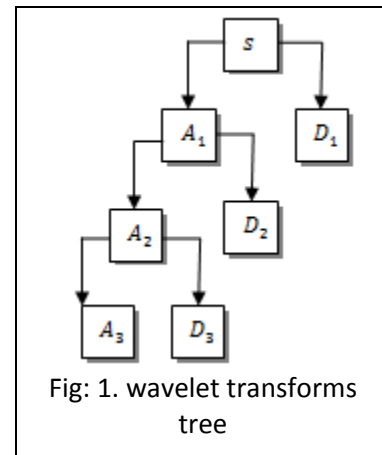 s
A₁ D₁
A₂ D₂
A₃ D₃
Fig: 1. wavelet transforms
tree